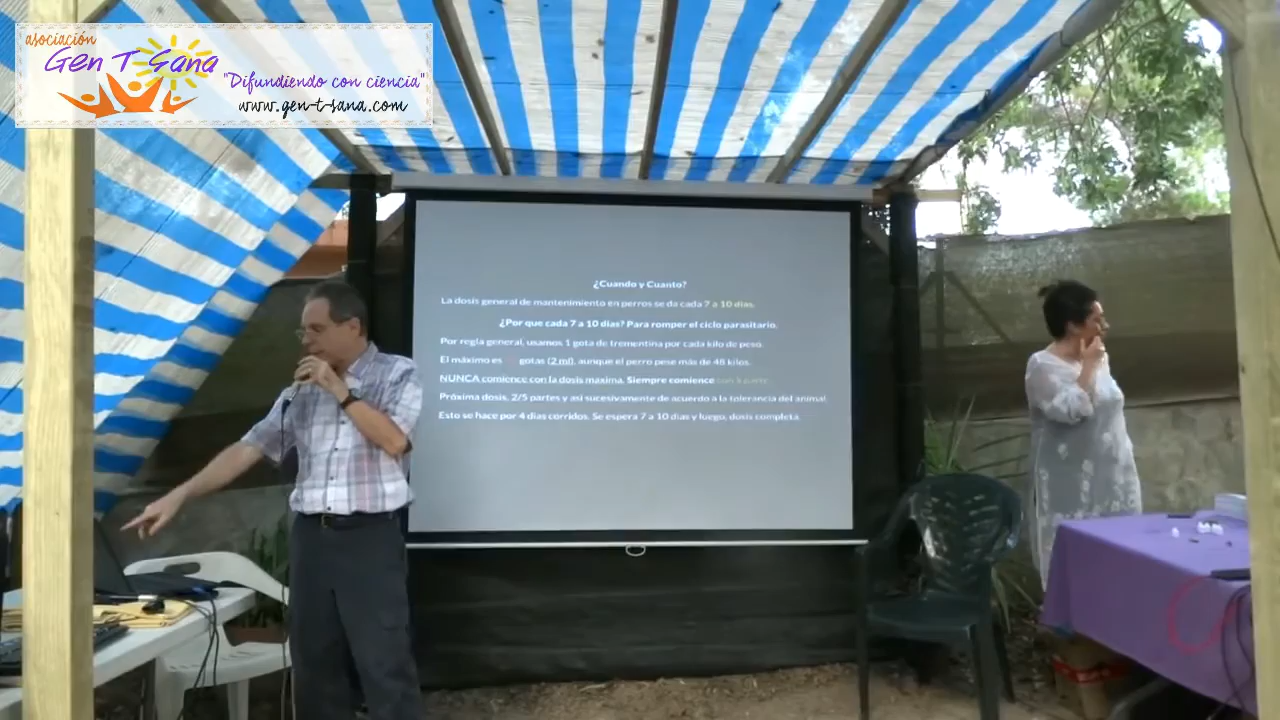 asociación
Gen T Sana
"Difundiendo con ciencia"
www.gen-t-sana.com
¿Cuando y Cuanto?
La dosis general de mantenimiento en perros se da cada 7 a 10 días.
¿Por que cada 7 a 10 días? Para romper el ciclo parasitario.
Por regla general, usamos 1 gota de trementina por cada kilo de peso.
El máximo es gotas (2 ml), aunque el perro pese más de 48 kilos.
NUNCA comience con la dosis maxima. Siempre comience
Próxima dosis, 2/5 partes y asi sucesivamente de acuerdo a la tolerancia del animal.
Esto se hace por 4 días corridos. Se espera 7 a 10 días y luego, dosis completa.